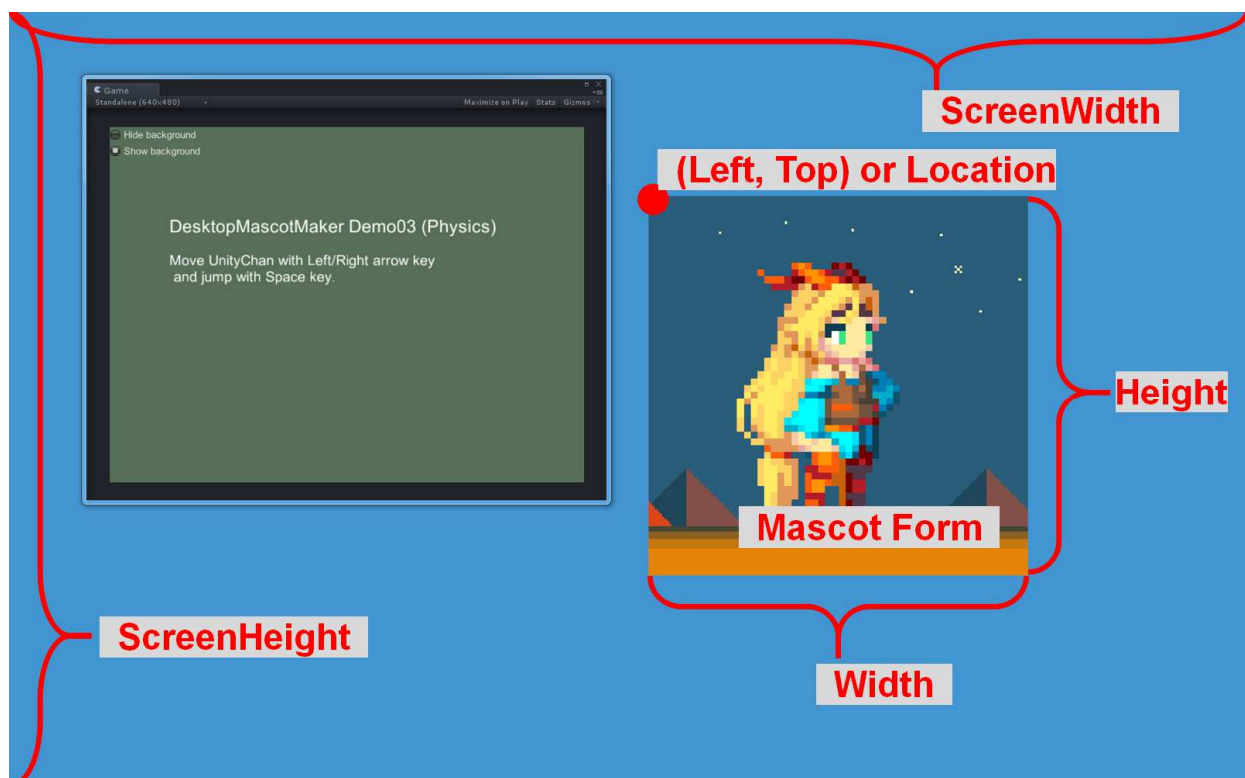 Game
Standalone (640x480)
Maximize on Play Stats Gizmos
Hide background
Show background
DesktopMascotMaker Demo03 (Physics)
Move UnityChan with Left/Right arrow key
and jump with Space key.
ScreenWidth
(Left, Top) or Location
Height
Mascot Form
ScreenHeight
Width